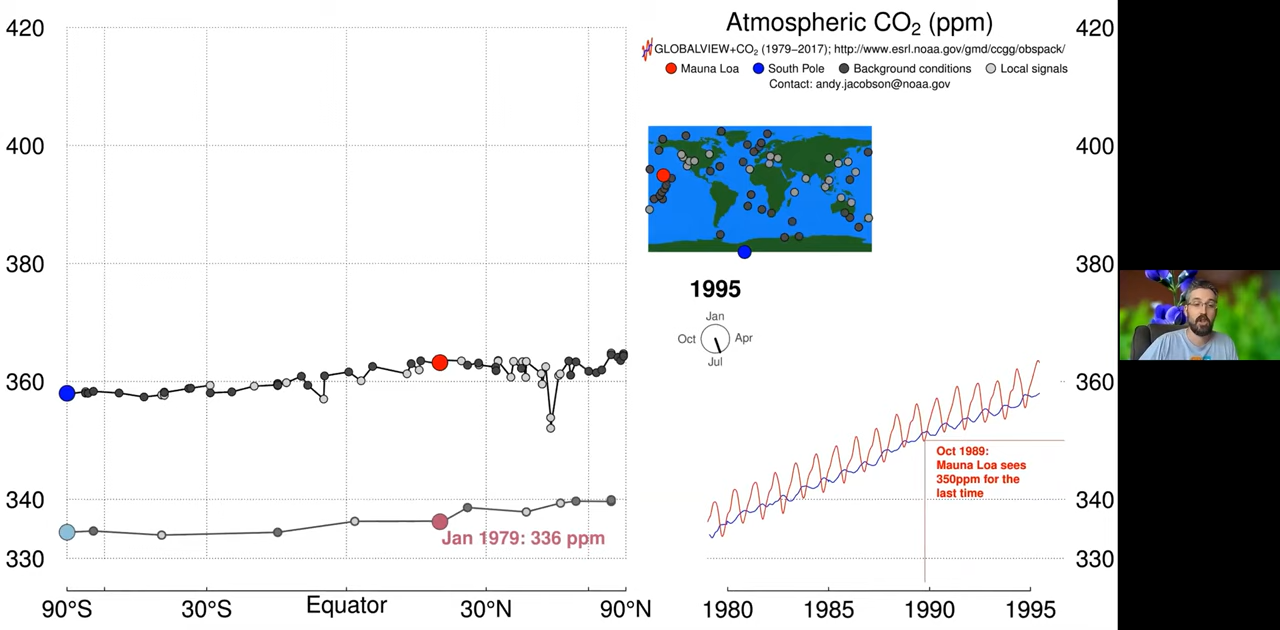 Atmospheric CO₂ (ppm)
GLOBALVIEW+CO₂ (1979−2017); http://www.esrl.noaa.gov/gmd/ccgg/obspack/
Mauna Loa South Pole Background conditions Local signals
Contact: andy.jacobson@noaa.gov
420
400
380
360
340
330
90°S 30°S Equator 30°N 90°N
Jan 1979: 336 ppm
1995
Jan
Oct Apr
Jul
Oct 1989:
Mauna Loa sees
350ppm for the
last time
420
400
380
360
340
330
1980 1985 1990 1995